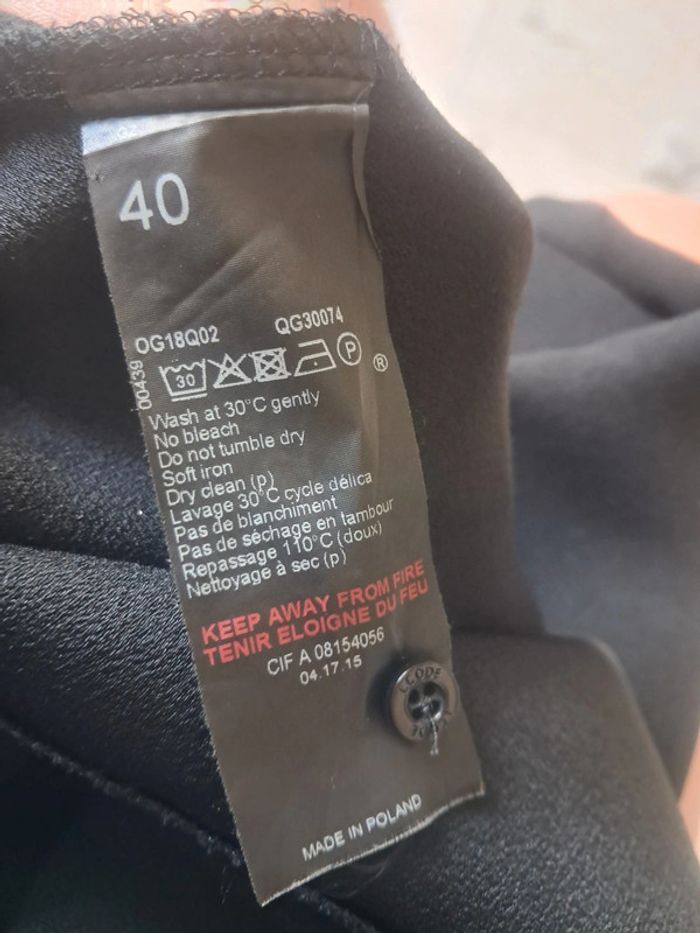 40
OG18Q02 QG30074
00439
30 P ®
Wash at 30°C gently
No bleach
Do not tumble dry
Soft iron
Dry clean (p)
Lavage 30°C cycle délica
Pas de blanchiment
Pas de séchage en tambour
Repassage 110°C (doux)
Nettoyage à sec (p)
KEEP AWAY FROM FIRE
TENIR ELOIGNE DU FEU
CIF A 08154056
04.17.15
MADE IN POLAND